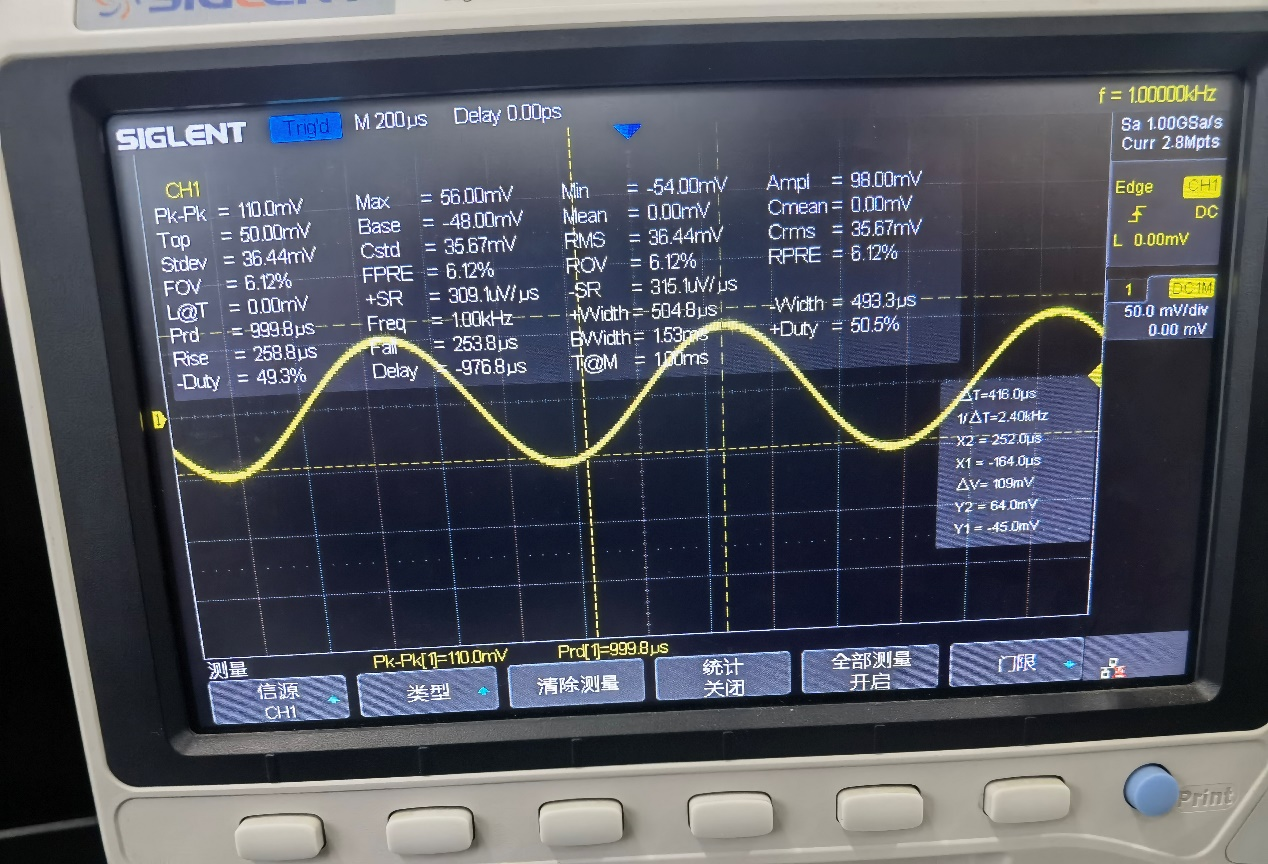 SIGLENT
SIGLENT Trig'd M 200μs Delay 0.00ps f = 1.00000kHz
Sa 1.00GSa/s
Curr 2.8Mpts
Edge CH1
DC
L 0.00mV
1 DC1M
50.0 mV/div
0.00 mV
CH1
Pk-Pk = 110.0mV Max = 56.00mV Min = -54.00mV Ampl = 98.00mV
Top = 50.00mV Base = -48.00mV Mean = 0.00mV Cmean = 0.00mV
Stdev = 36.44mV Cstd = 35.67mV RMS = 36.44mV Crms = 35.67mV
FOV = 6.12% FPRE = 6.12% ROV = 6.12% RPRE = 6.12%
L@T = 0.00mV +SR = 309.1uV/μs -SR = 315.1uV/μs
Prd = 999.8μs Freq = 1.00kHz +Width = 504.8μs -Width = 493.3μs
Rise = 258.8μs Fall = 253.8μs BWidth = 1.53ms +Duty = 50.5%
-Duty = 49.3% Delay = -976.8μs T@M = 1.00ms
ΔT=416.0μs
1/ΔT=2.40kHz
X2 = 252.0μs
X1 = -164.0μs
ΔV= 109mV
Y2 = 64.0mV
Y1 = -45.0mV
测量 Pk-Pk[1]=110.0mV Prd[1]=999.8μs
信源
CH1
类型
清除测量
统计
关闭
全部测量
开启
门限
Print